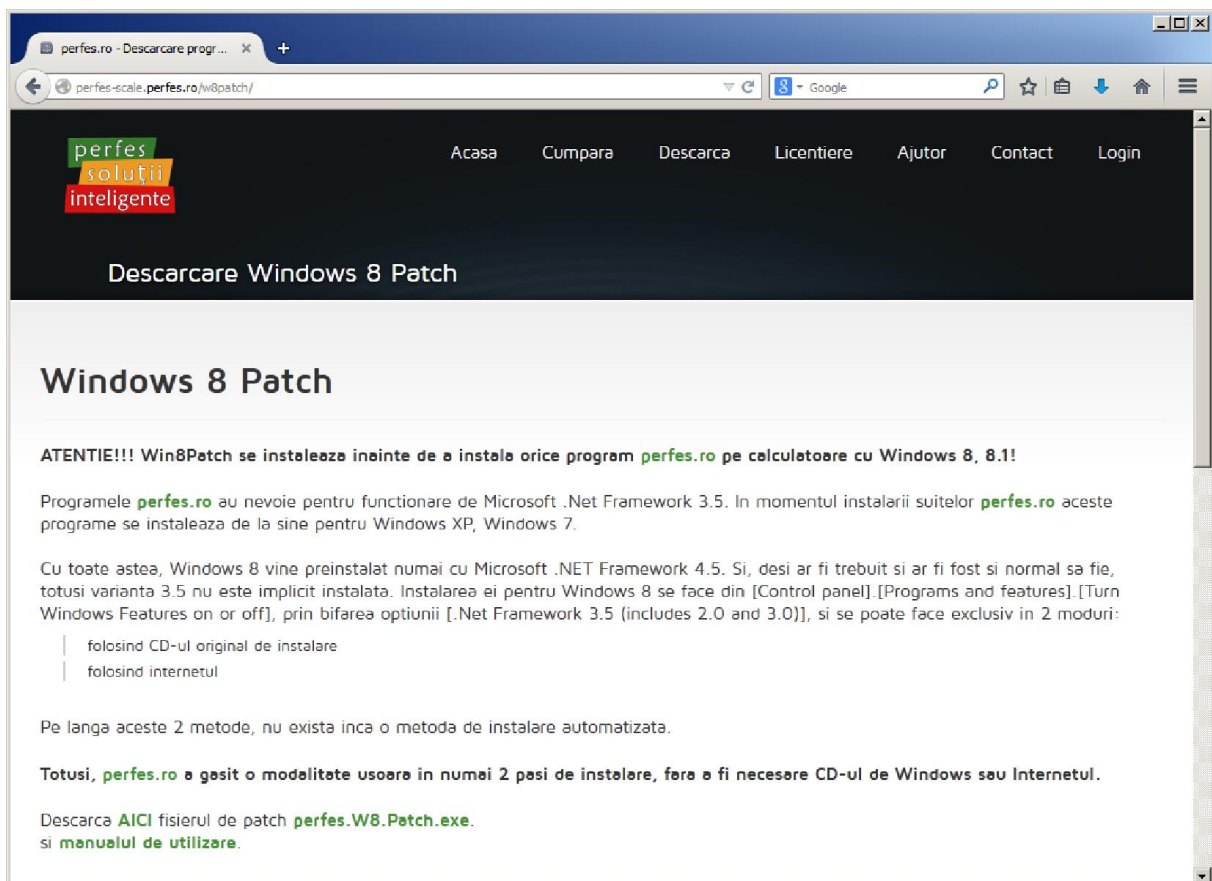 perfes.ro - Descarcare progr...
perfes-scale.perfes.ro/w8patch/
8 Google
perfes
soluții
inteligente
Acasa Cumpara Descarca Licentiere Ajutor Contact Login
Descarcare Windows 8 Patch
Windows 8 Patch
ATENTIE!!! Win8Patch se instaleaza inainte de a instala orice program perfes.ro pe calculatoare cu Windows 8, 8.1!
Programele perfes.ro au nevoie pentru functionare de Microsoft .Net Framework 3.5. In momentul instalarii suitelor perfes.ro aceste
programe se instaleaza de la sine pentru Windows XP, Windows 7.
Cu toate astea, Windows 8 vine preinstalat numai cu Microsoft .NET Framework 4.5. Si, desi ar fi trebuit si ar fi fost si normal sa fie,
totusi varianta 3.5 nu este implicit instalata. Instalarea ei pentru Windows 8 se face din [Control panel].[Programs and features].[Turn
Windows Features on or off], prin bifarea optiunii [.Net Framework 3.5 (includes 2.0 and 3.0)], si se poate face exclusiv in 2 moduri:
folosind CD-ul original de instalare
folosind internetul
Pe langa aceste 2 metode, nu exista inca o metoda de instalare automatizata.
Totusi, perfes.ro a gasit o modalitate usoara in numai 2 pasi de instalare, fara a fi necesare CD-ul de Windows sau Internetul.
Descarca AICI fisierul de patch perfes.W8.Patch.exe.
si manualul de utilizare.